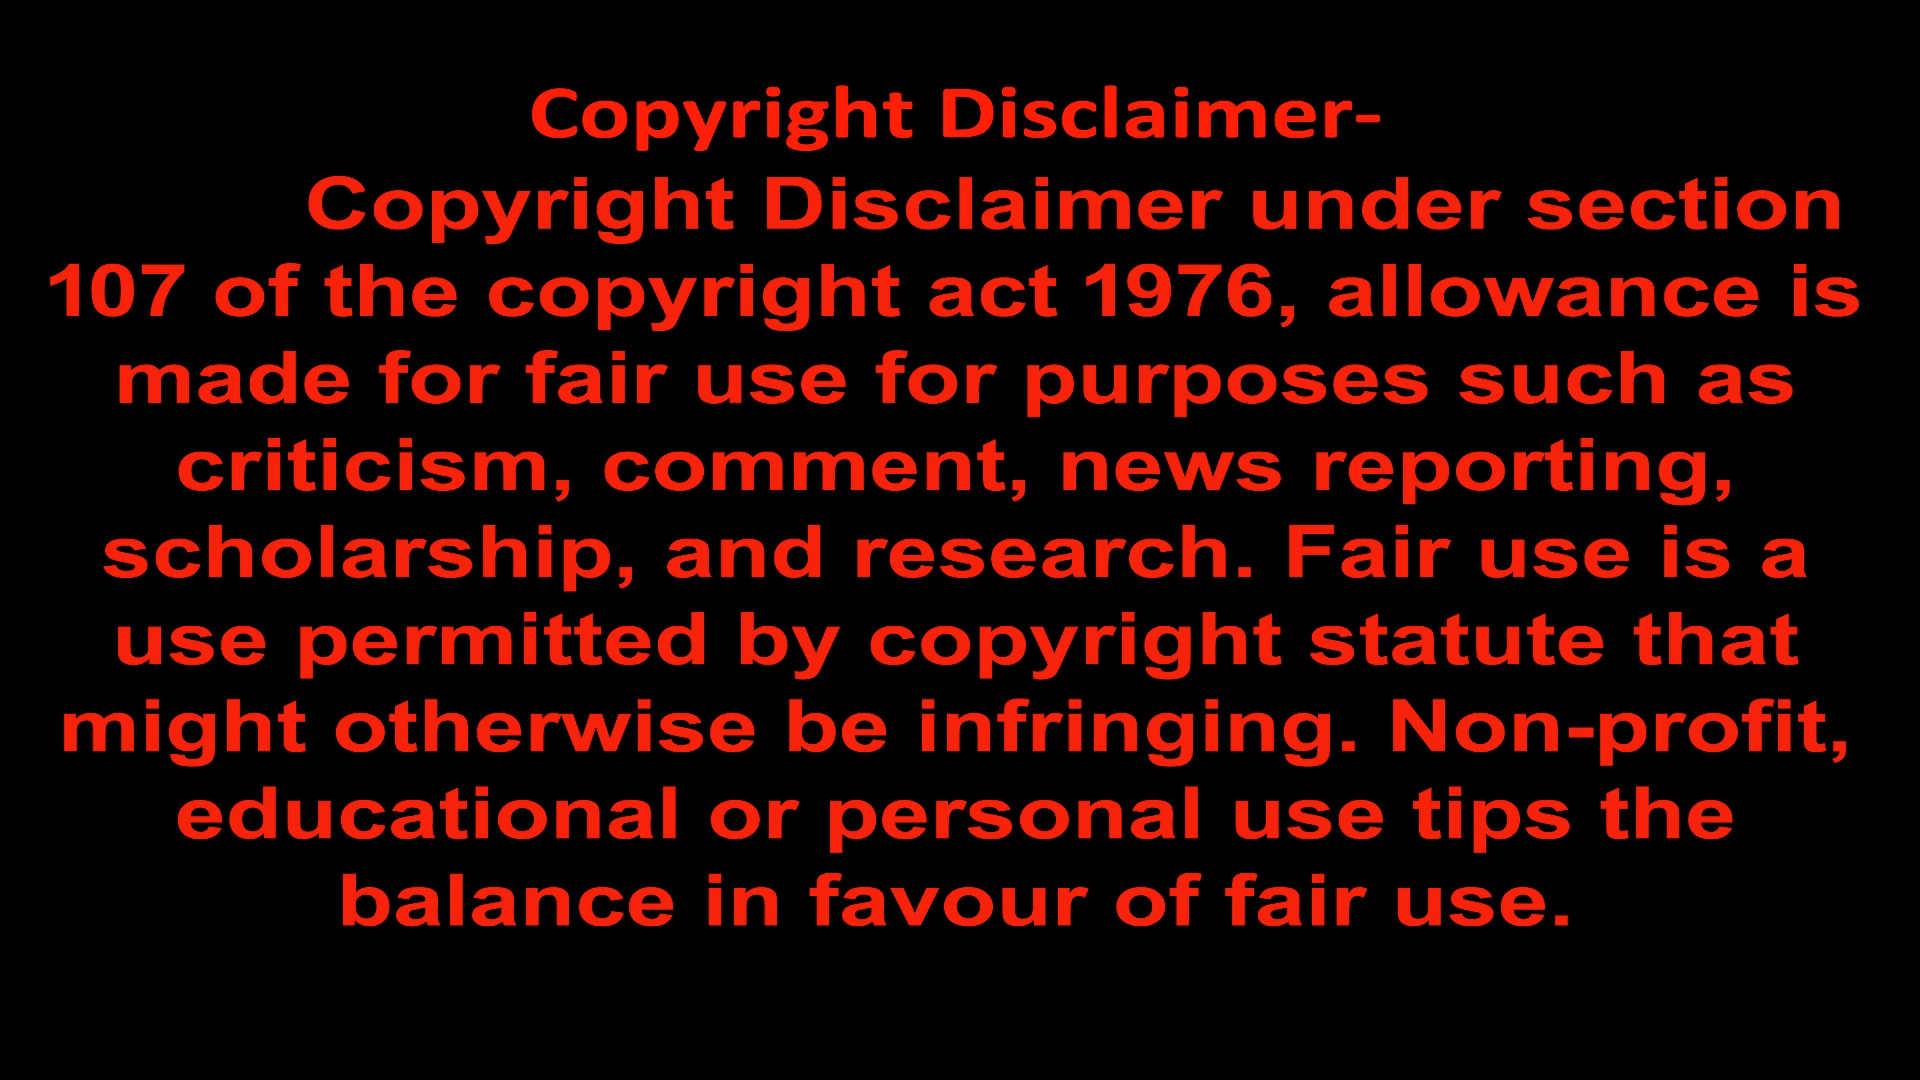 Copyright Disclaimer-
Copyright Disclaimer under section
107 of the copyright act 1976, allowance is
made for fair use for purposes such as
criticism, comment, news reporting,
scholarship, and research. Fair use is a
use permitted by copyright statute that
might otherwise be infringing. Non-profit,
educational or personal use tips the
balance in favour of fair use.